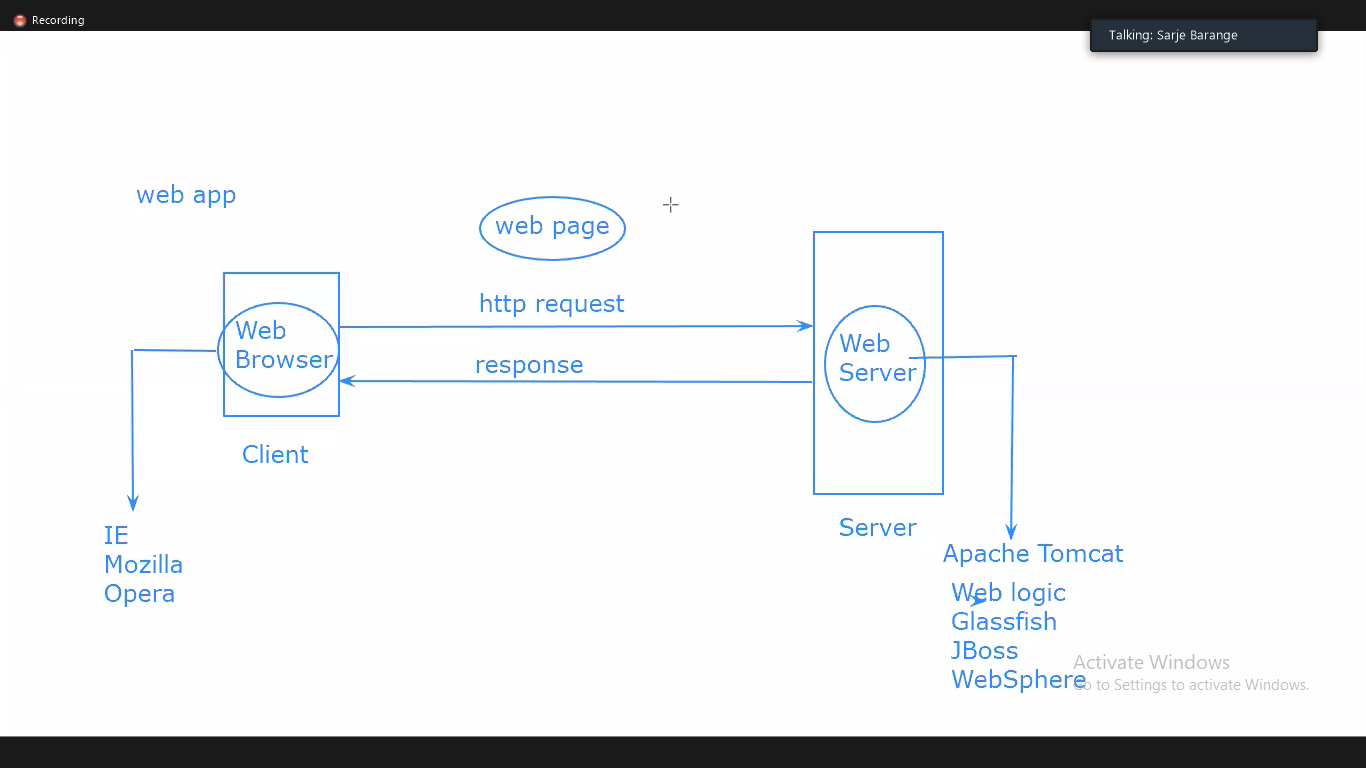 Recording
Talking: Sarje Barange
web app
web page
http request
Web
Browser
response
Web
Server
Client
Server
IE
Mozilla
Opera
Apache Tomcat
Web logic
Glassfish
JBoss
WebSphere
Activate Windows
Go to Settings to activate Windows.